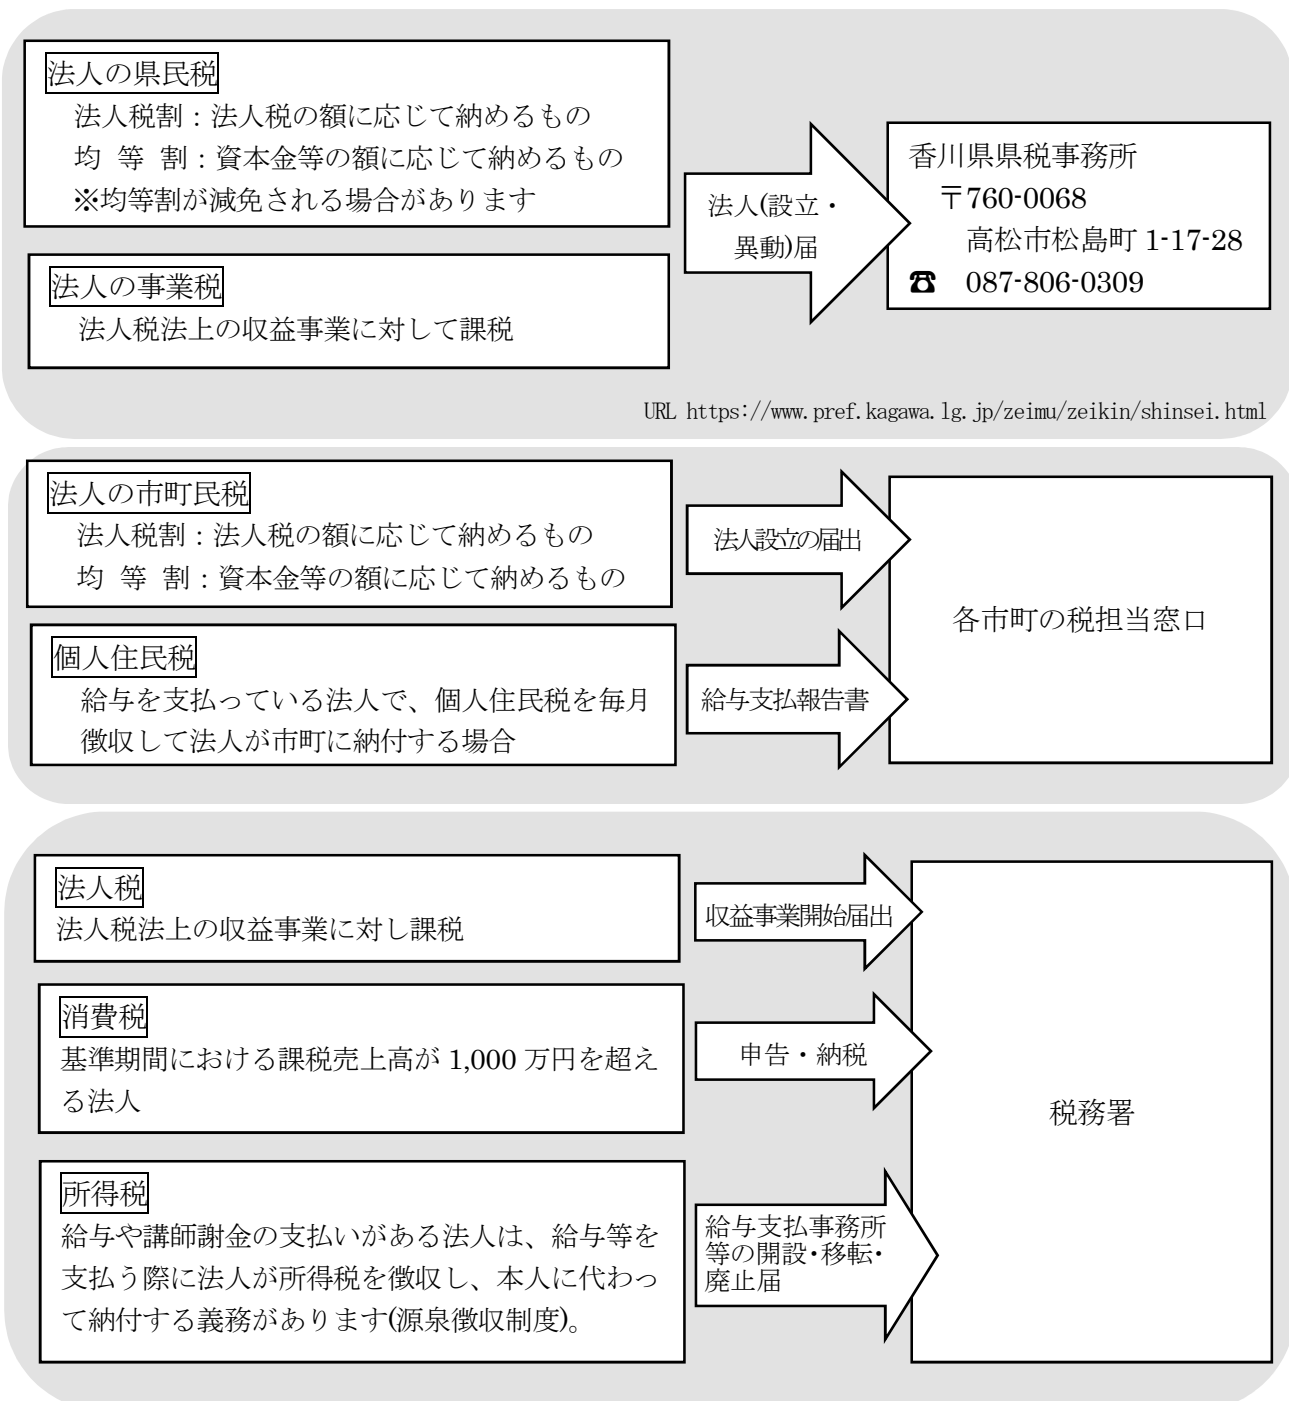 法人の県民税
法人税割：法人税の額に応じて納めるもの
均 等 割：資本金等の額に応じて納めるもの
※均等割が減免される場合があります
法人の事業税
法人税法上の収益事業に対して課税
法人(設立・
異動)届
香川県県税事務所
〒760-0068
高松市松島町 1-17-28
☎ 087-806-0309
URL https://www.pref.kagawa.lg.jp/zeimu/zeikin/shinsei.html
法人の市町民税
法人税割：法人税の額に応じて納めるもの
均 等 割：資本金等の額に応じて納めるもの
法人設立の届出
個人住民税
給与を支払っている法人で、個人住民税を毎月
徴収して法人が市町に納付する場合
給与支払報告書
各市町の税担当窓口
法人税
法人税法上の収益事業に対し課税
収益事業開始届出
消費税
基準期間における課税売上高が 1,000 万円を超え
る法人
申告・納税
所得税
給与や講師謝金の支払いがある法人は、給与等を
支払う際に法人が所得税を徴収し、本人に代わっ
て納付する義務があります(源泉徴収制度)。
給与支払事務所
等の開設・移転・
廃止届
税務署